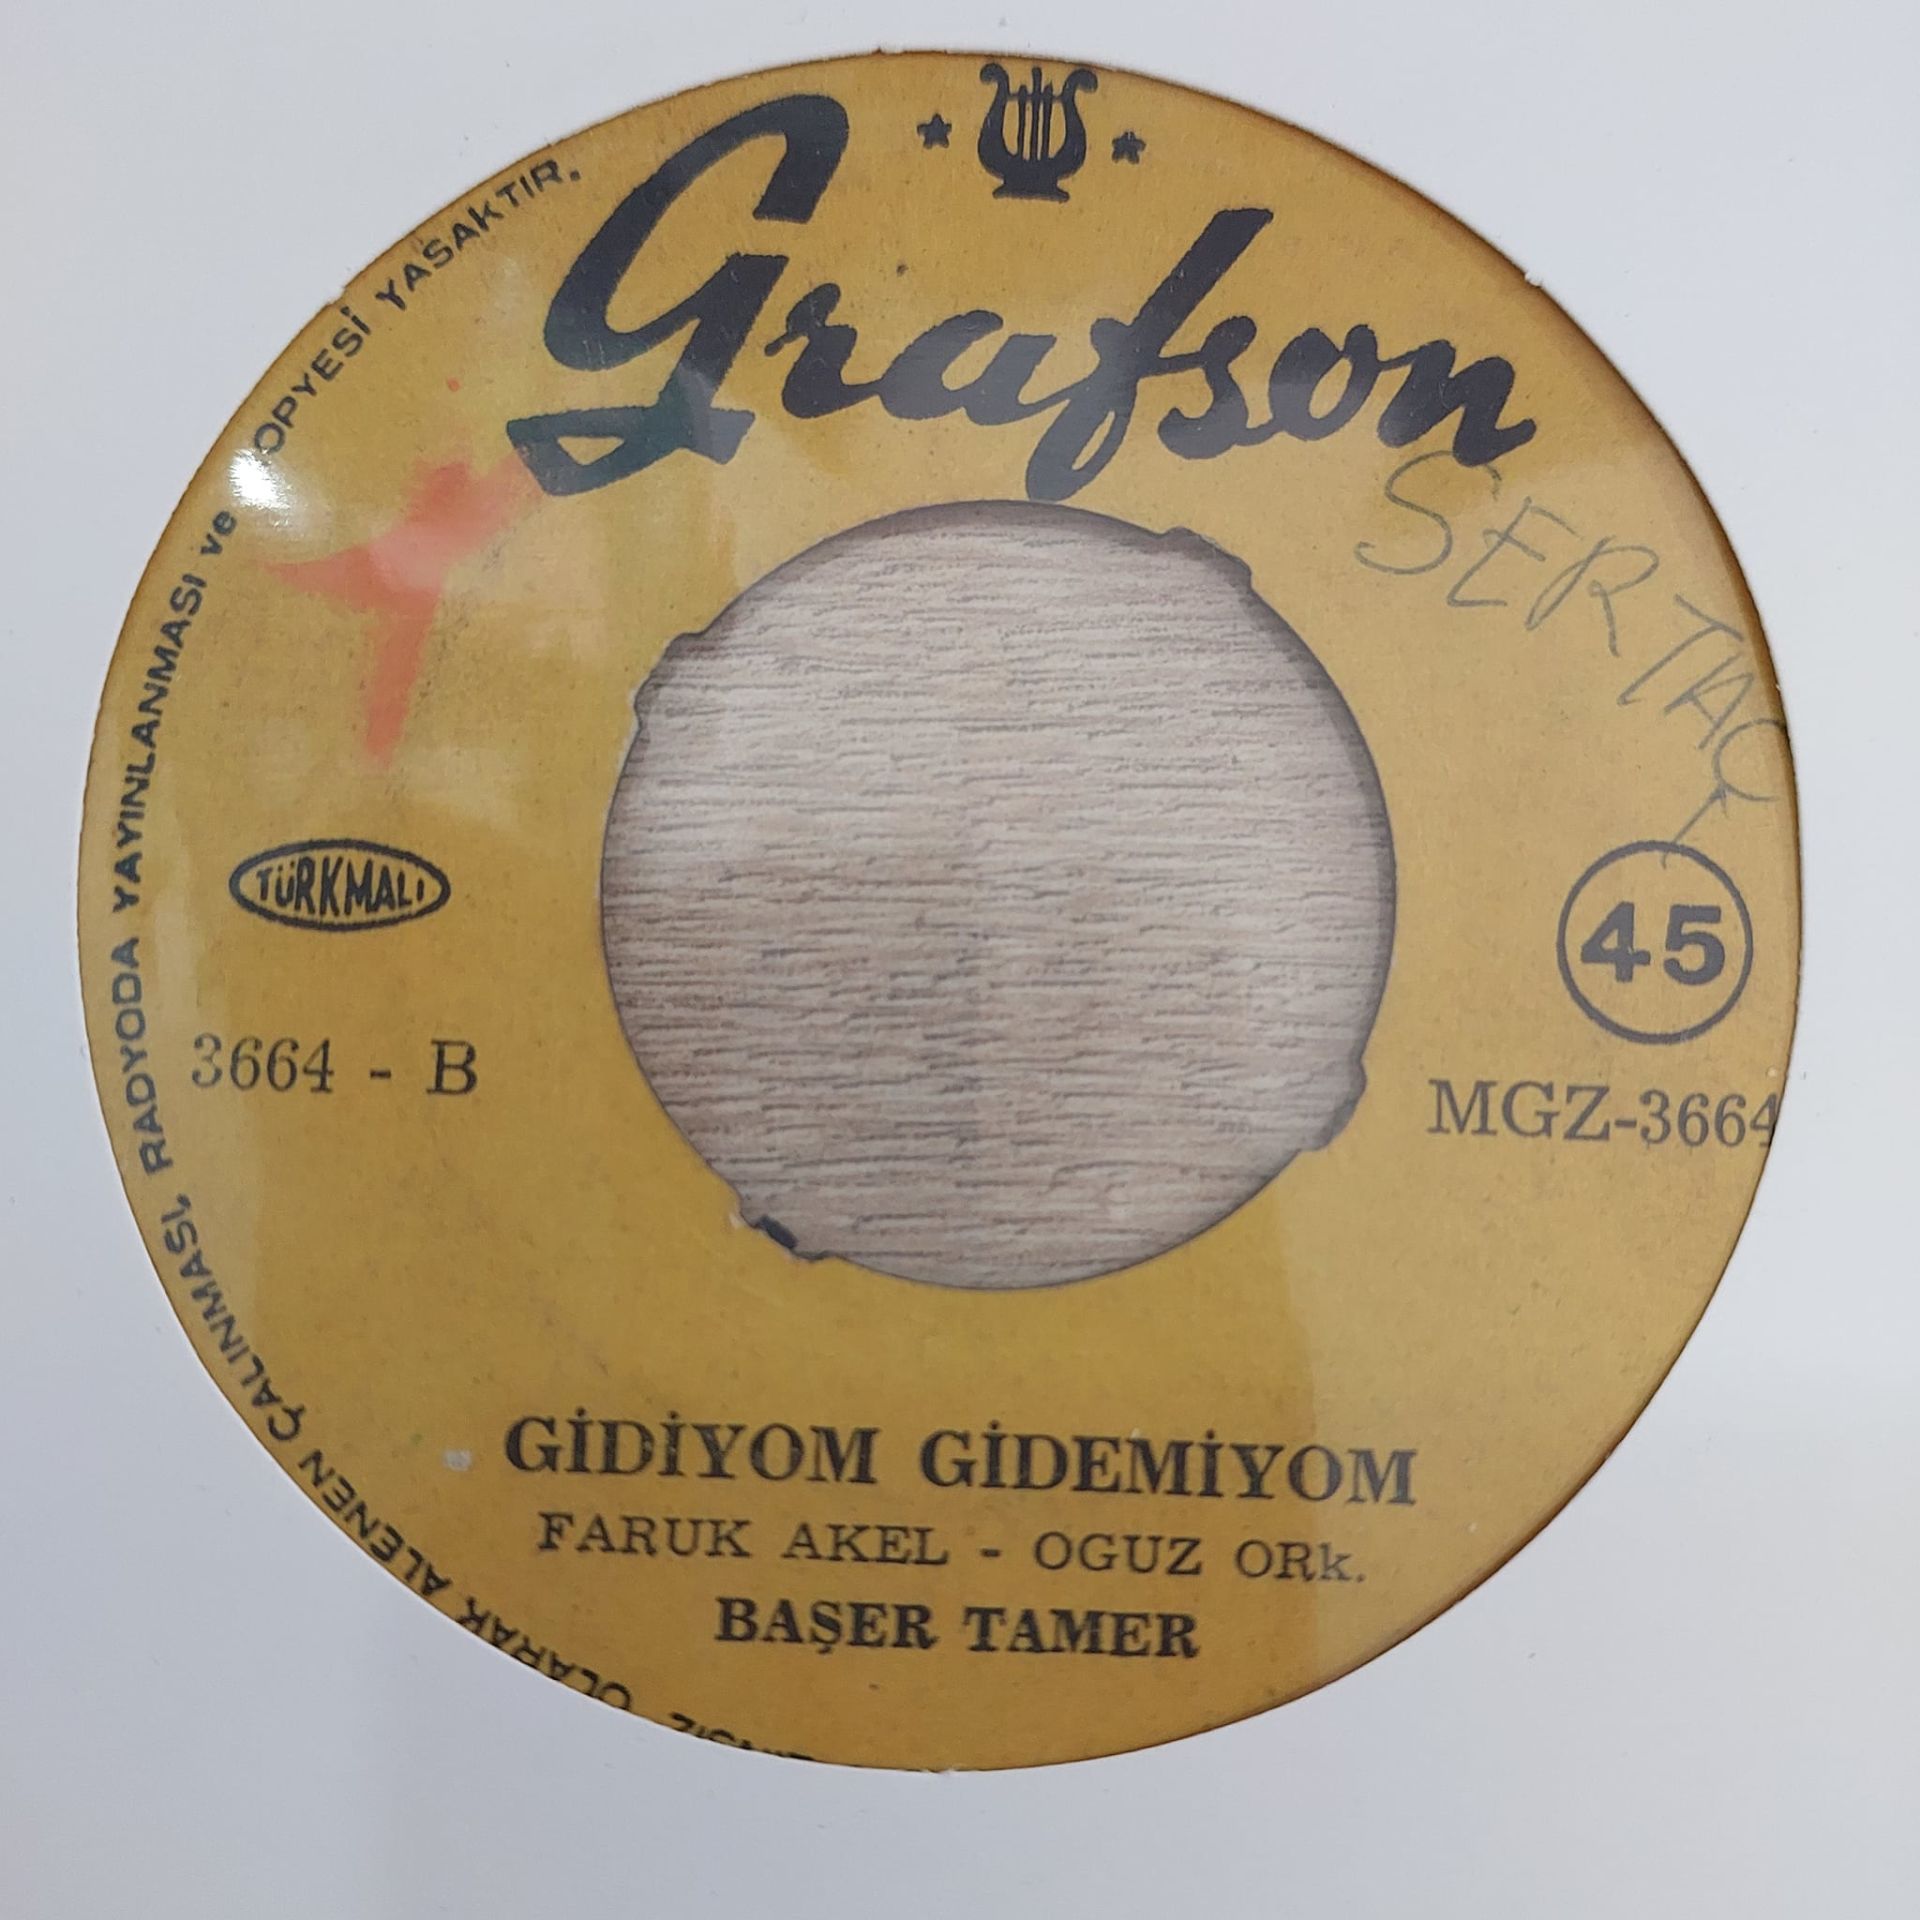 Grafson
SERTAÇ
TÜRKMALI
45
3664 - B
MGZ-3664
GİDİYOM GİDEMİYOM
FARUK AKEL - OGUZ ORk.
BAŞER TAMER
OLARAK ALENEN ÇALINMASI, RADYODA YAYINLANMASI ve KOPYESİ YASAKTIR.